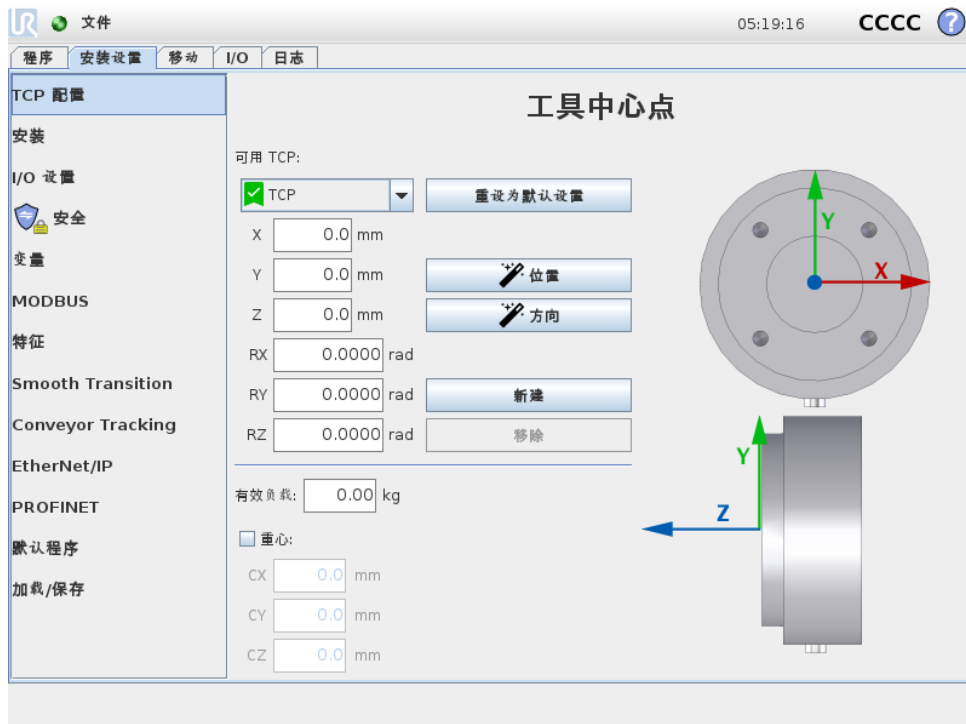 UR 文件 05:19:16 CCCC ?
程序 安装设置 移动 I/O 日志
TCP 配置
安装
I/O 设置
安全
变量
MODBUS
特征
Smooth Transition
Conveyor Tracking
EtherNet/IP
PROFINET
默认程序
加载/保存
工具中心点
可用 TCP:
TCP 重设为默认设置
X 0.0 mm
Y 0.0 mm 位置
Z 0.0 mm 方向
RX 0.0000 rad
RY 0.0000 rad 新建
RZ 0.0000 rad 移除
有效负载: 0.00 kg
重心:
CX 0.0 mm
CY 0.0 mm
CZ 0.0 mm
Y
X
Y
Z